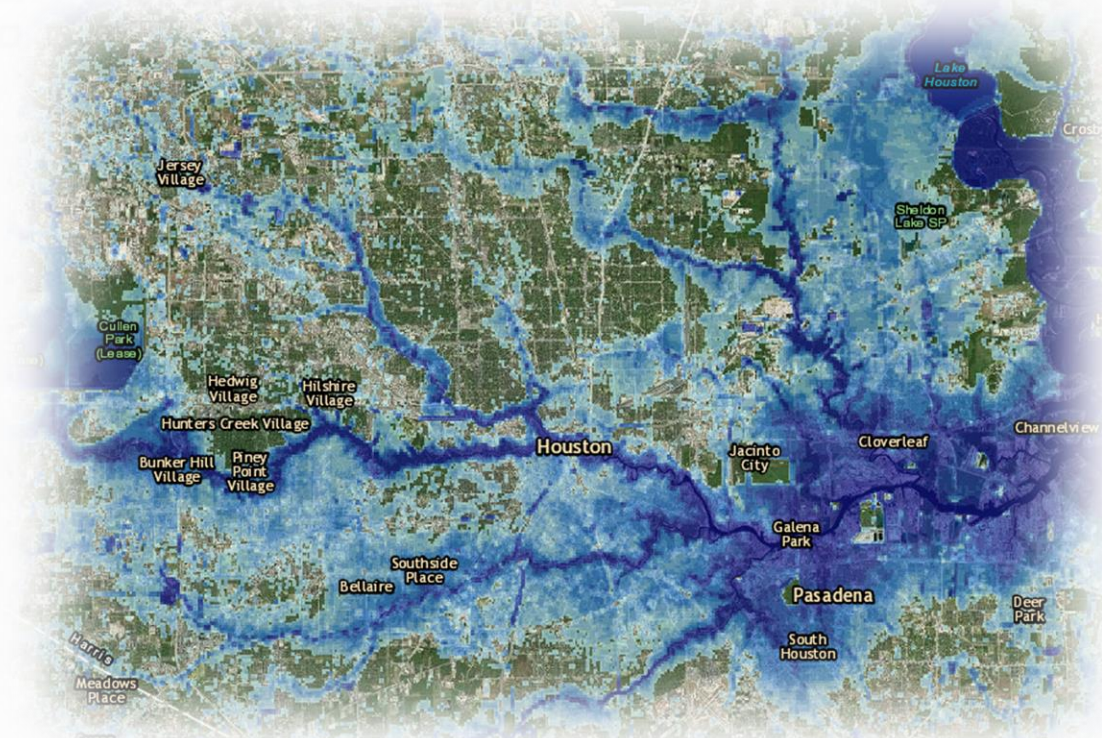 Lake
Houston
Crosb
Jersey
Village
Sheldon
Lake SP
Cullen
Park
(Lease)
Hedwig
Village
Hilshire
Village
Hunters Creek Village
Channelview
Houston
Cloverleaf
Bunker Hill
Village
Piney
Point
Village
Jacinto
City
Galena
Park
Southside
Place
Bellaire
Pasadena
Deer
Park
South
Houston
Harris
Meadows
Place